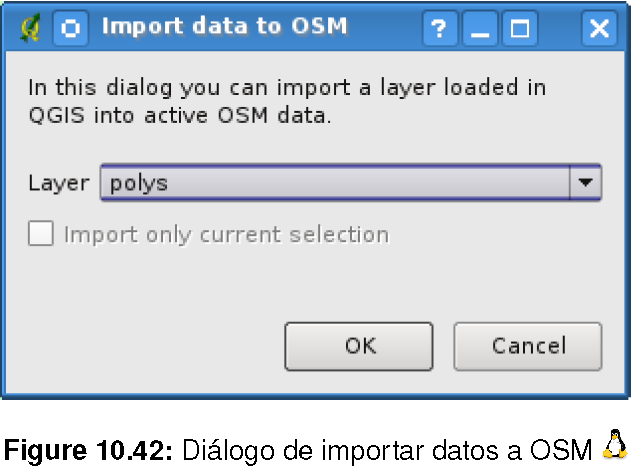 Import data to OSM
?
In this dialog you can import a layer loaded in
QGIS into active OSM data.
Layer polys
Import only current selection
OK Cancel
Figure 10.42: Diálogo de importar datos a OSM